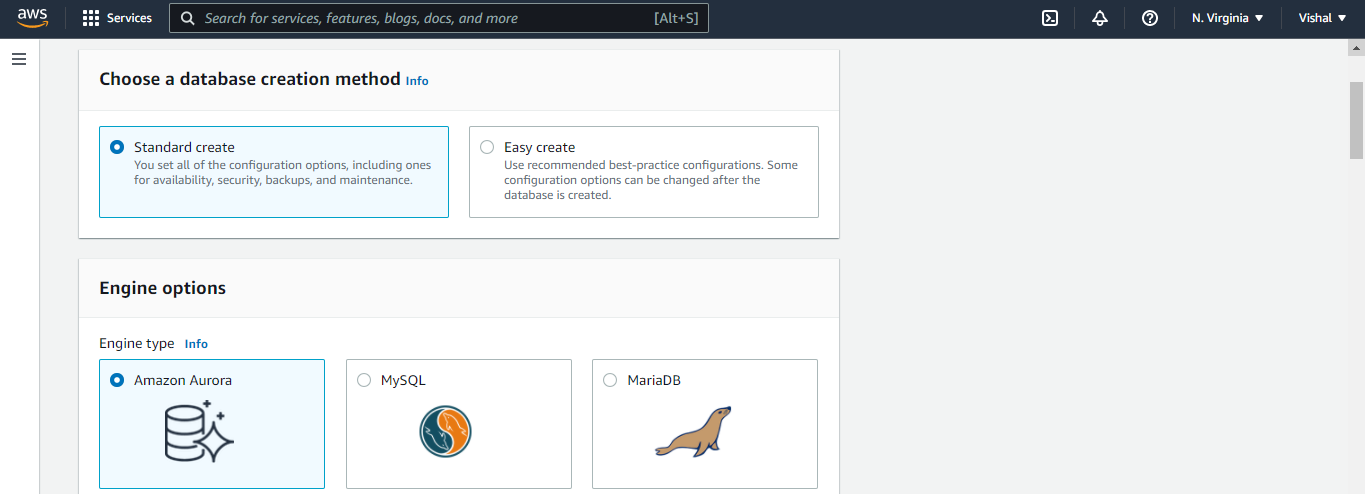 aws Services Search for services, features, blogs, docs, and more [Alt+S] N. Virginia Vishal
Choose a database creation method Info
Standard create
You set all of the configuration options, including ones
for availability, security, backups, and maintenance.
Easy create
Use recommended best-practice configurations. Some
configuration options can be changed after the
database is created.
Engine options
Engine type Info
Amazon Aurora
MySQL
MariaDB